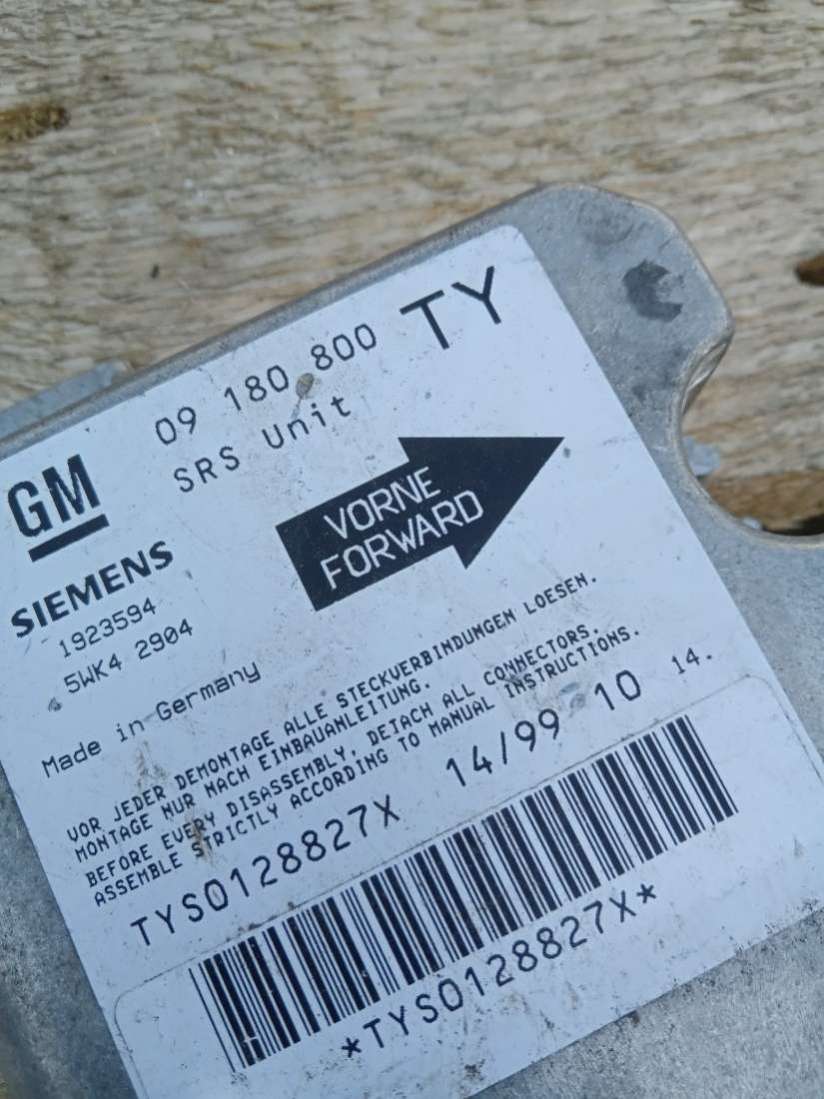 09 180 800 TY
SRS Unit
GM
VORNE
FORWARD
SIEMENS
1923594
5WK4 2904
Made in Germany
VOR JEDER DEMONTAGE ALLE STECKVERBINDUNGEN LOESEN.
MONTAGE NUR NACH EINBAUANLEITUNG.
BEFORE EVERY DISASSEMBLY, DETACH ALL CONNECTORS.
ASSEMBLE STRICTLY ACCORDING TO MANUAL INSTRUCTIONS.
TYS0128827X 14/99 10 14.
*TYS0128827X*